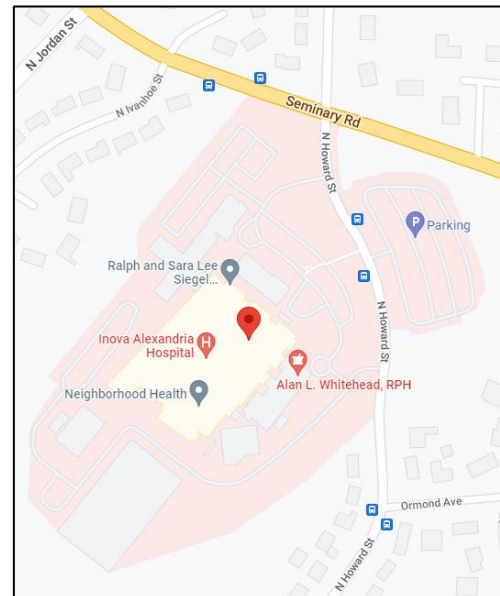 N Jordan St
N Ivanhoe St
Seminary Rd
N Howard St
P Parking
Ralph and Sara Lee
Siegel...
Inova Alexandria
Hospital
H
N Howard St
Neighborhood Health
Alan L. Whitehead, RPH
Ormond Ave
N Howard St